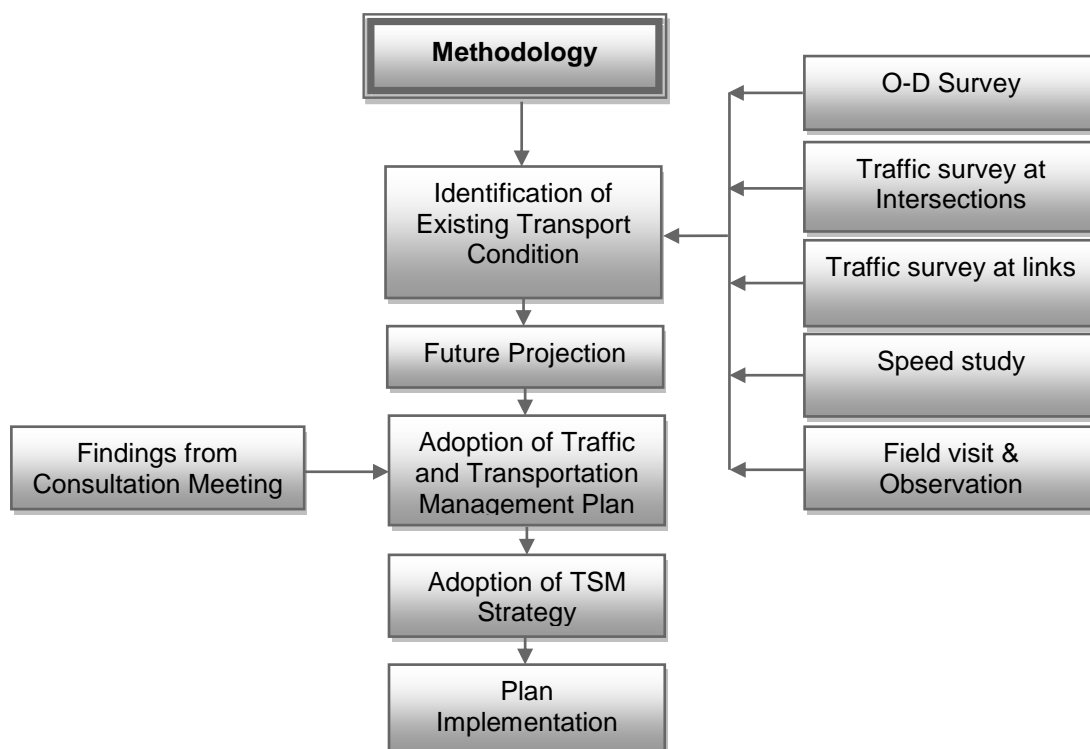 Methodology
O-D Survey
Traffic survey at
Intersections
Identification of
Existing Transport
Condition
Traffic survey at links
Future Projection
Speed study
Findings from
Consultation Meeting
Adoption of Traffic
and Transportation
Management Plan
Field visit &
Observation
Adoption of TSM
Strategy
Plan
Implementation